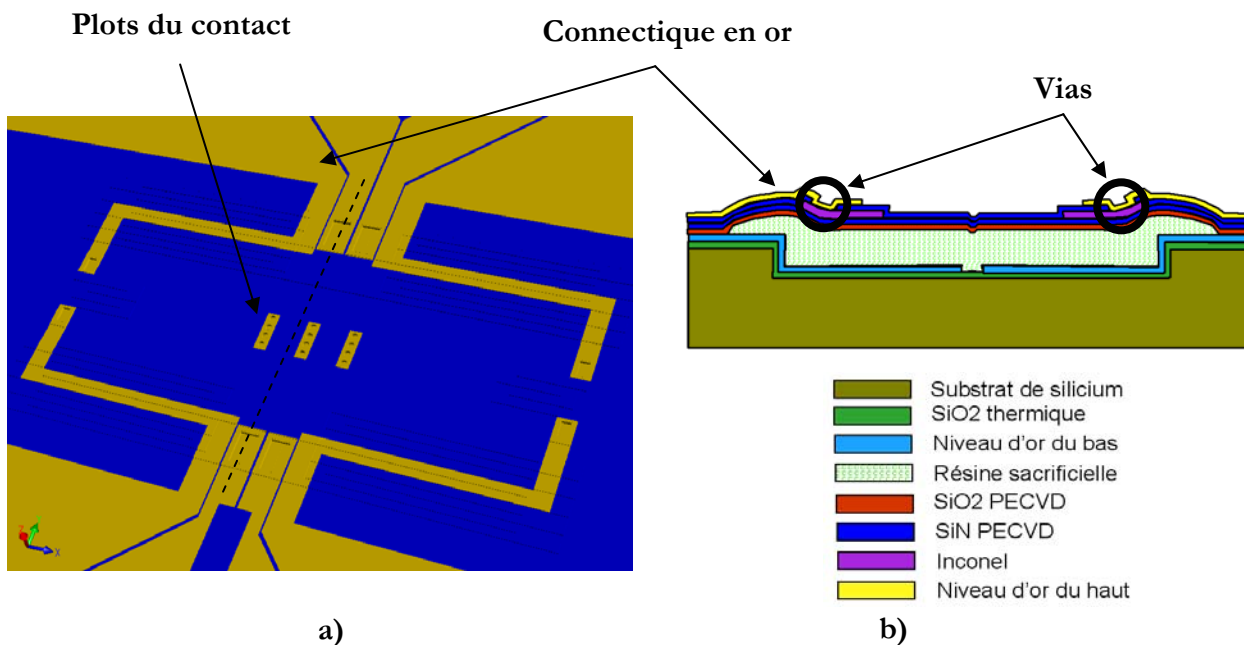 Plots du contact
Connectique en or
Vias
Z
X
Substrat de silicium
SiO2 thermique
Niveau d'or du bas
Résine sacrificielle
SiO2 PECVD
SiN PECVD
Inconel
Niveau d'or du haut
a)
b)